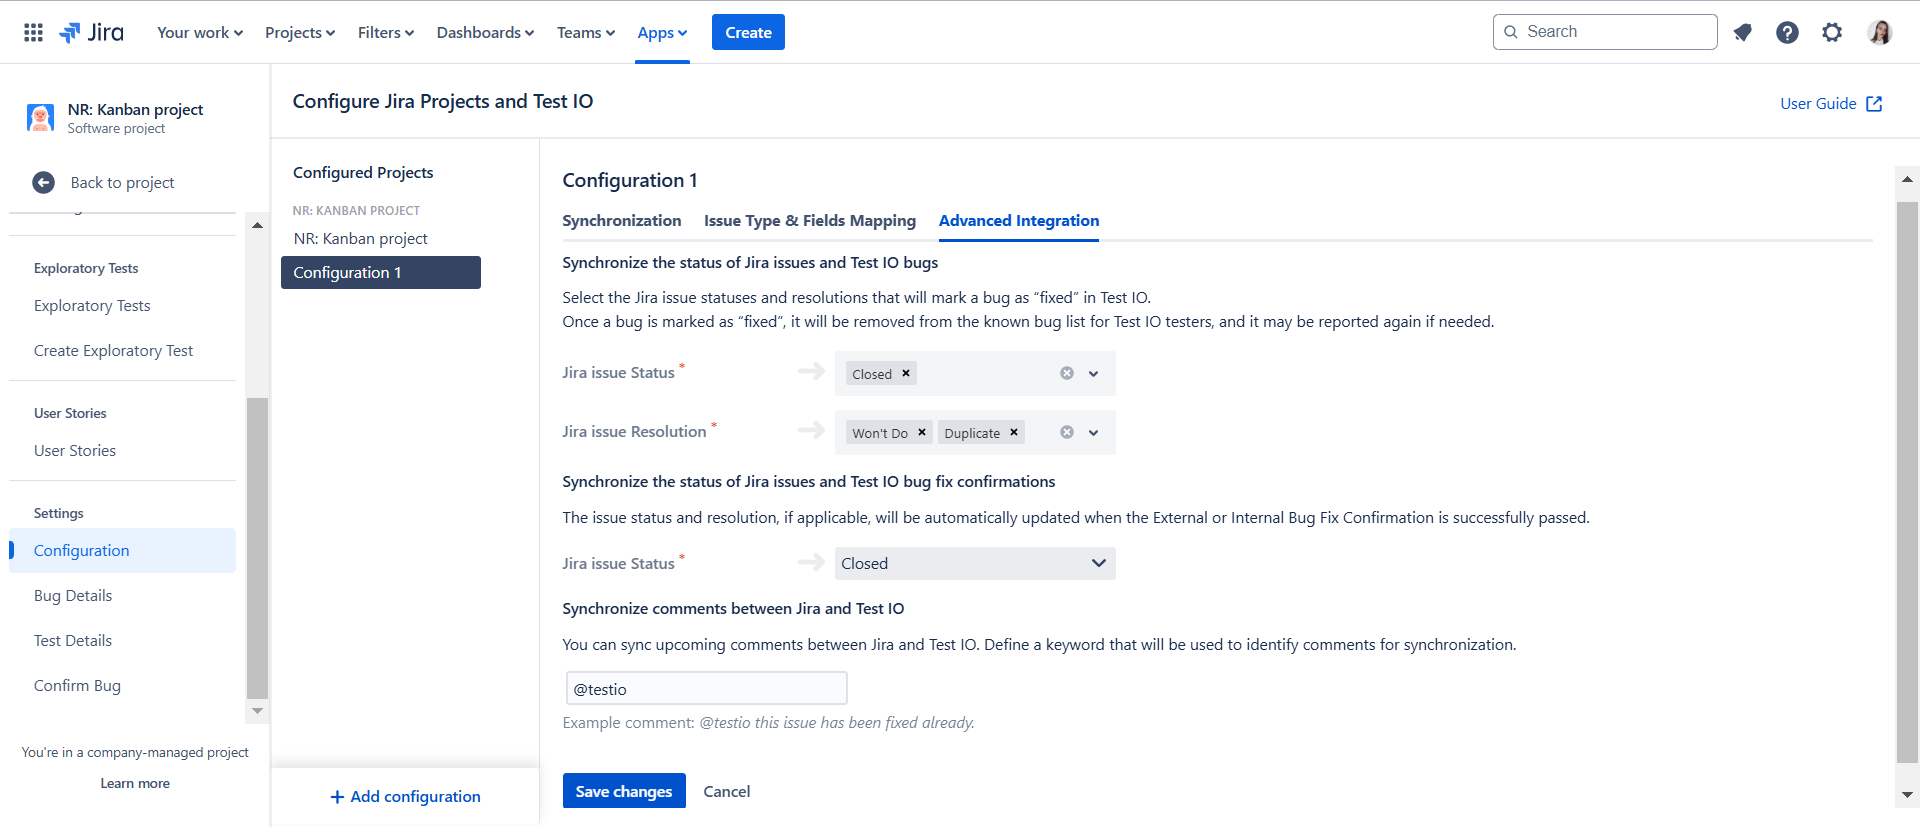 Jira
Your work
Projects
Filters
Dashboards
Teams
Apps
Create
Search
NR: Kanban project
Software project
Back to project
Exploratory Tests
Exploratory Tests
Create Exploratory Test
User Stories
User Stories
Settings
Configuration
Bug Details
Test Details
Confirm Bug
You're in a company-managed project
Learn more
Configure Jira Projects and Test IO
User Guide
Configured Projects
NR: KANBAN PROJECT
NR: Kanban project
Configuration 1
+ Add configuration
Configuration 1
Synchronization
Issue Type & Fields Mapping
Advanced Integration
Synchronize the status of Jira issues and Test IO bugs
Select the Jira issue statuses and resolutions that will mark a bug as “fixed” in Test IO.
Once a bug is marked as “fixed”, it will be removed from the known bug list for Test IO testers, and it may be reported again if needed.
Jira issue Status *
Closed
Jira issue Resolution *
Won't Do
Duplicate
Synchronize the status of Jira issues and Test IO bug fix confirmations
The issue status and resolution, if applicable, will be automatically updated when the External or Internal Bug Fix Confirmation is successfully passed.
Jira issue Status *
Closed
Synchronize comments between Jira and Test IO
You can sync upcoming comments between Jira and Test IO. Define a keyword that will be used to identify comments for synchronization.
@testio
Example comment: @testio this issue has been fixed already.
Save changes
Cancel